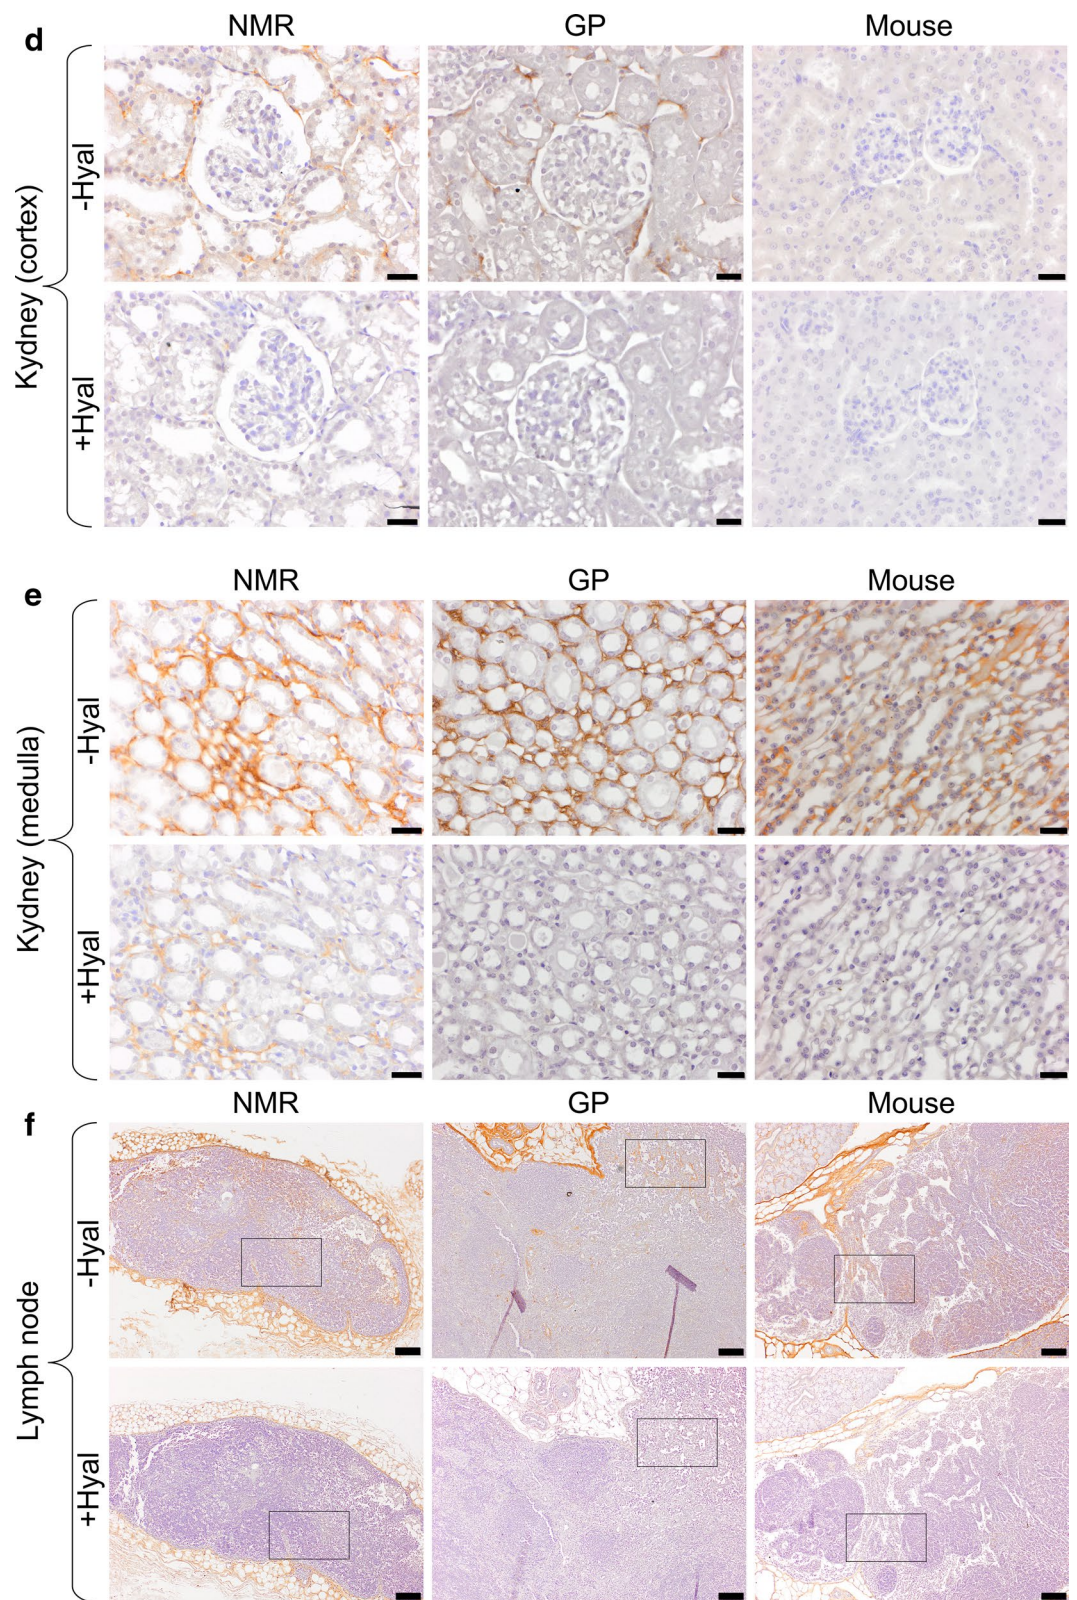 d
NMR GP Mouse
Kydney (cortex)
-Hyal
+Hyal
e
NMR GP Mouse
Kydney (medulla)
-Hyal
+Hyal
f
NMR GP Mouse
Lymph node
-Hyal
+Hyal